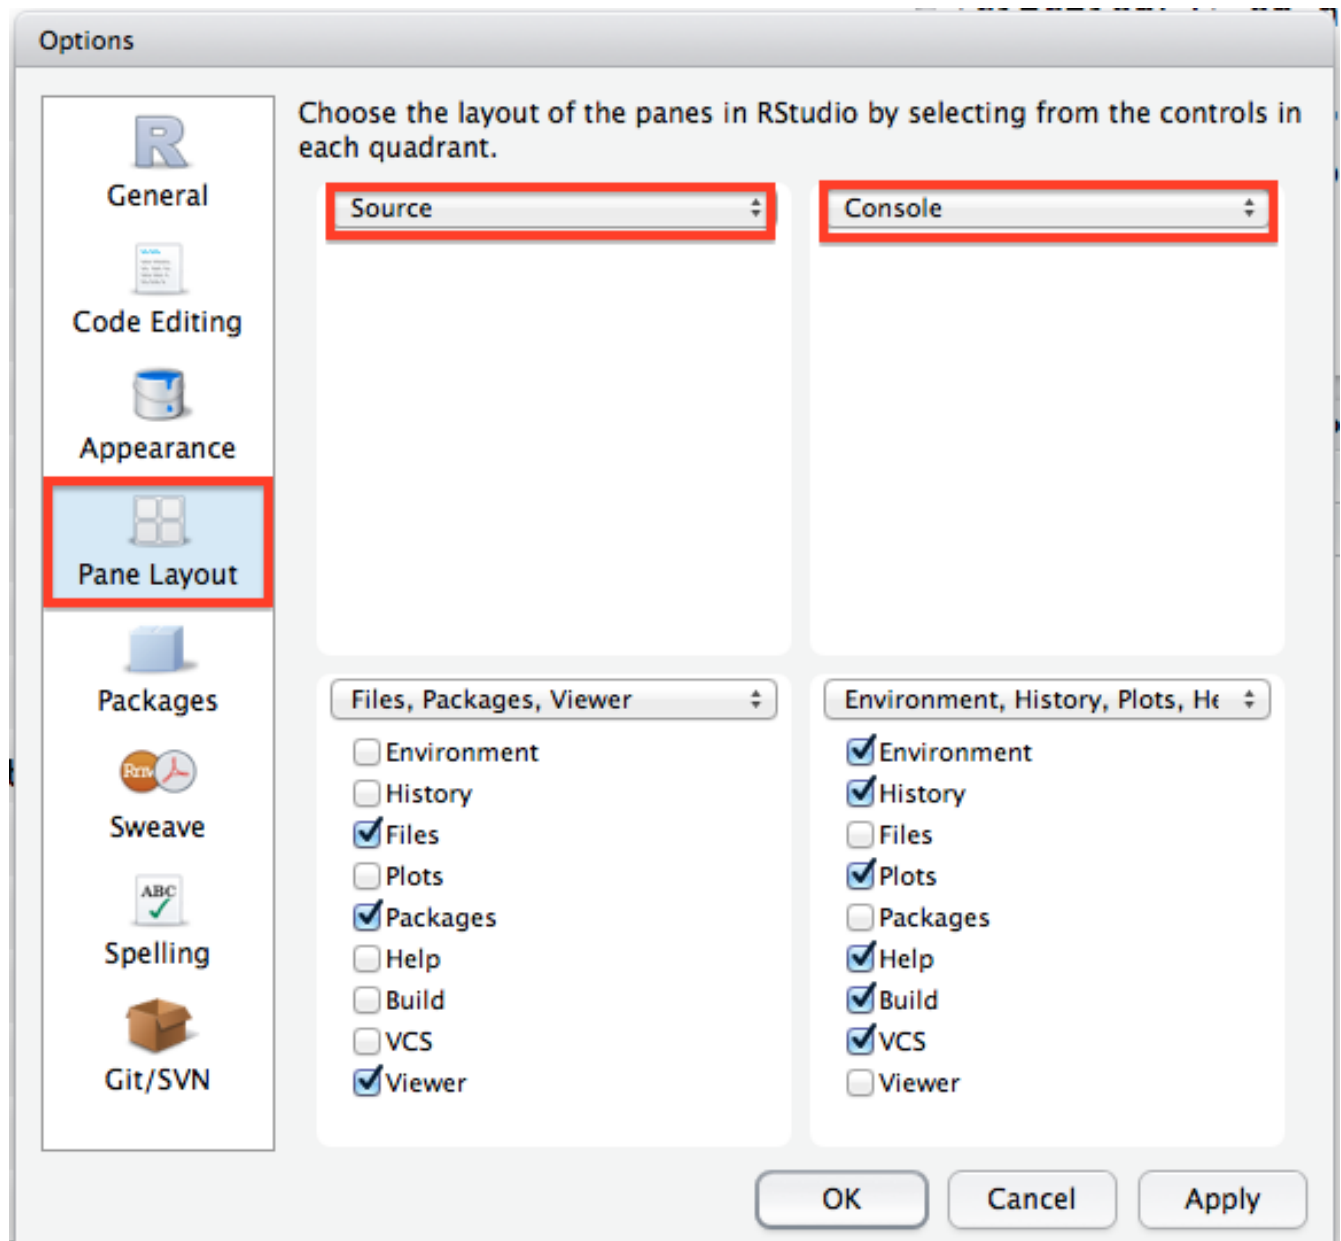 Options
Choose the layout of the panes in RStudio by selecting from the controls in
each quadrant.
R
General
Code Editing
Appearance
Pane Layout
Packages
Rnw
Sweave
ABC
Spelling
Git/SVN
Source
Console
Files, Packages, Viewer
Environment
History
Files
Plots
Packages
Help
Build
VCS
Viewer
Environment, History, Plots, He
Environment
History
Files
Plots
Packages
Help
Build
VCS
Viewer
OK
Cancel
Apply